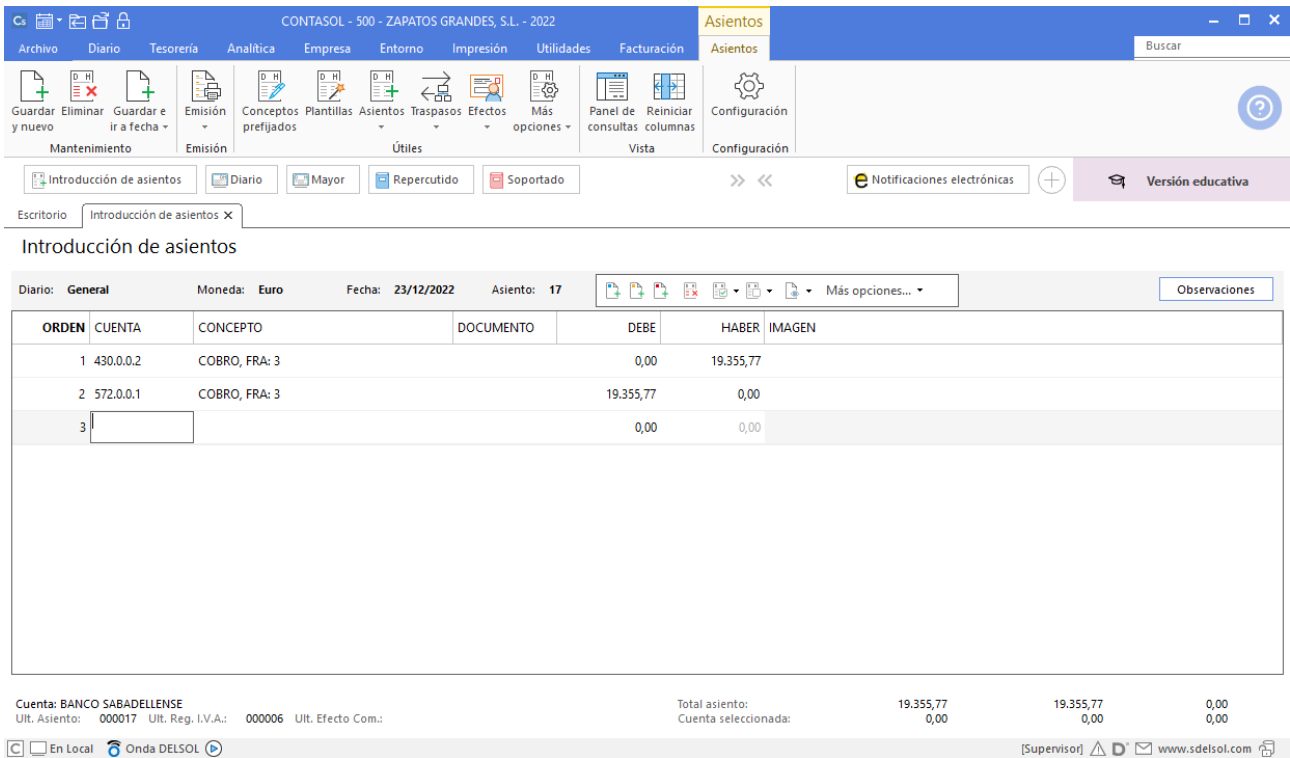 Cs CONTASOL - 500 - ZAPATOS GRANDES, S.L. - 2022 Asientos
Archivo Diario Tesorería Analítica Empresa Entorno Impresión Utilidades Facturación Asientos Buscar
Guardar y nuevo
Eliminar
Guardar e ir a fecha
Mantenimiento
Emisión
Emisión
Conceptos prefijados
Plantillas
Asientos
Traspasos
Efectos
Más opciones
Útiles
Panel de consultas
Reiniciar columnas
Vista
Configuración
Configuración
Introducción de asientos Diario Mayor Repercutido Soportado Notificaciones electrónicas Versión educativa
Escritorio Introducción de asientos
Introducción de asientos
Diario: General Moneda: Euro Fecha: 23/12/2022 Asiento: 17 Más opciones... Observaciones
ORDEN CUENTA CONCEPTO DOCUMENTO DEBE HABER IMAGEN
1 430.0.0.2 COBRO, FRA: 3 0,00 19.355,77
2 572.0.0.1 COBRO, FRA: 3 19.355,77 0,00
3 0,00 0,00
Cuenta: BANCO SABADELLENSE Total asiento: 19.355,77 19.355,77 0,00
Ult. Asiento: 000017 Ult. Reg. I.V.A.: 000006 Ult. Efecto Com.: Cuenta seleccionada: 0,00 0,00 0,00
C En Local Onda DELSOL [Supervisor] D www.sdelsol.com